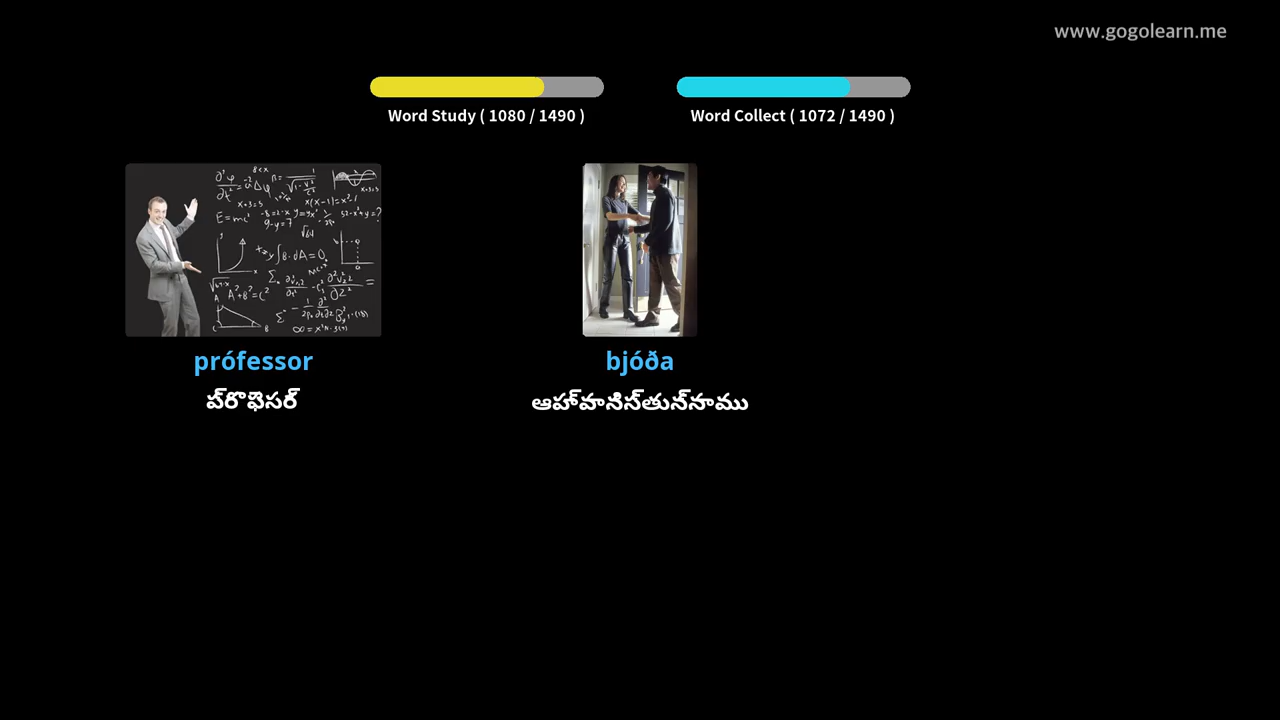 www.gogolearn.me
Word Study ( 1080 / 1490 )
Word Collect ( 1072 / 1490 )
prófessor
bjóða
ప్రొఫెసర్
ఆహ్వానిస్తున్నాము